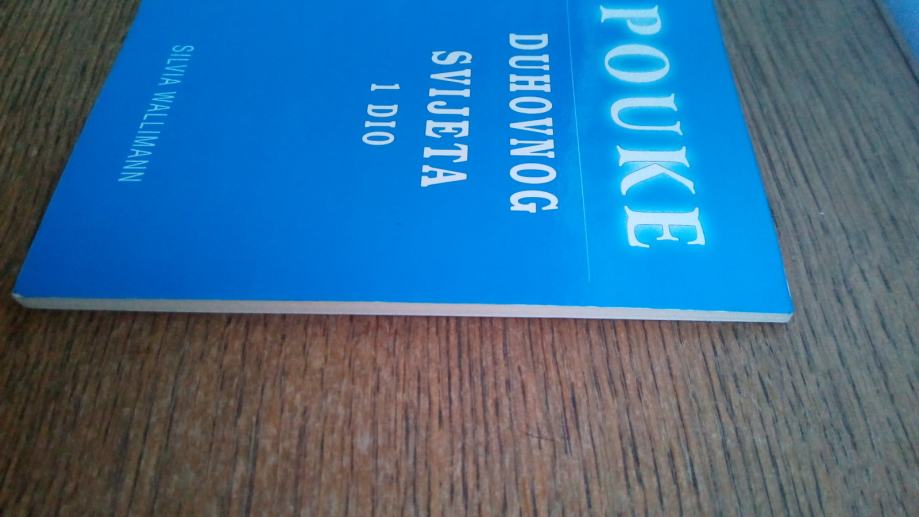 POUKE
DUHOVNOG
SVIJETA
1 DIO
SILVIA WALLIMANN